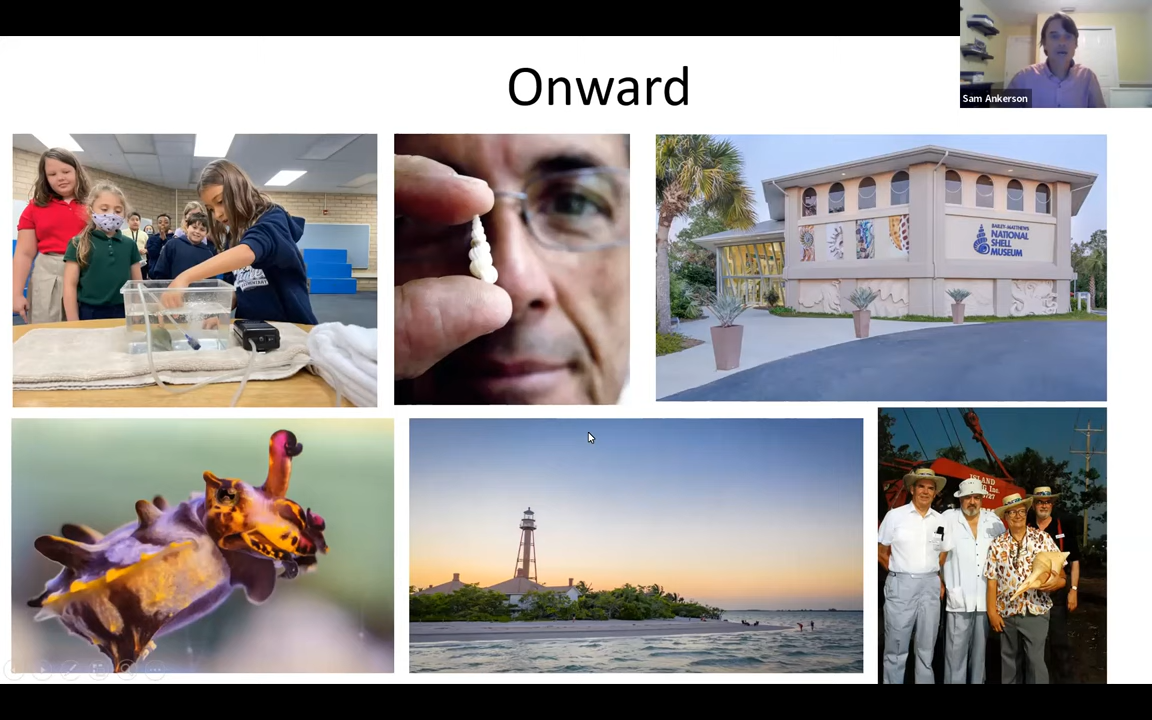 Onward
Sam Ankerson
BAILEY-MATTHEWS
NATIONAL
SHELL
MUSEUM